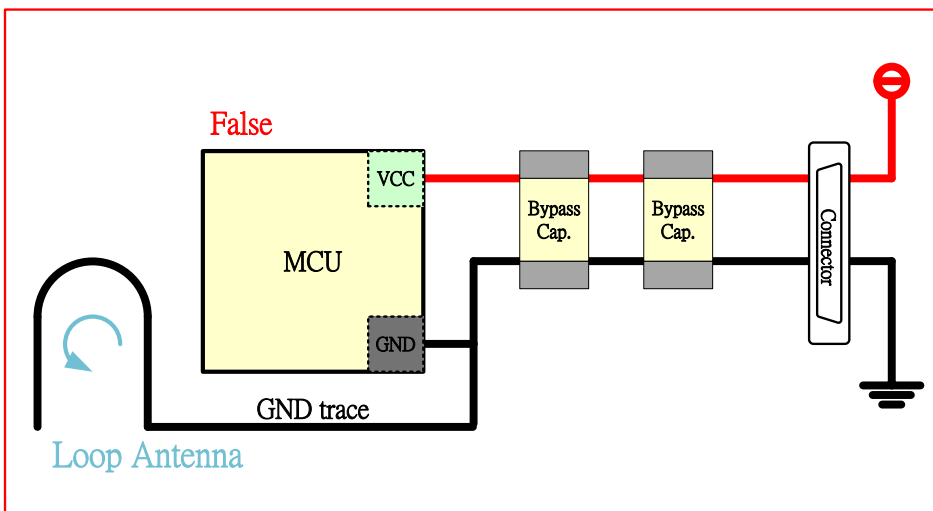 False
VCC
Bypass
Cap.
Bypass
Cap.
Connector
MCU
GND
GND trace
Loop Antenna